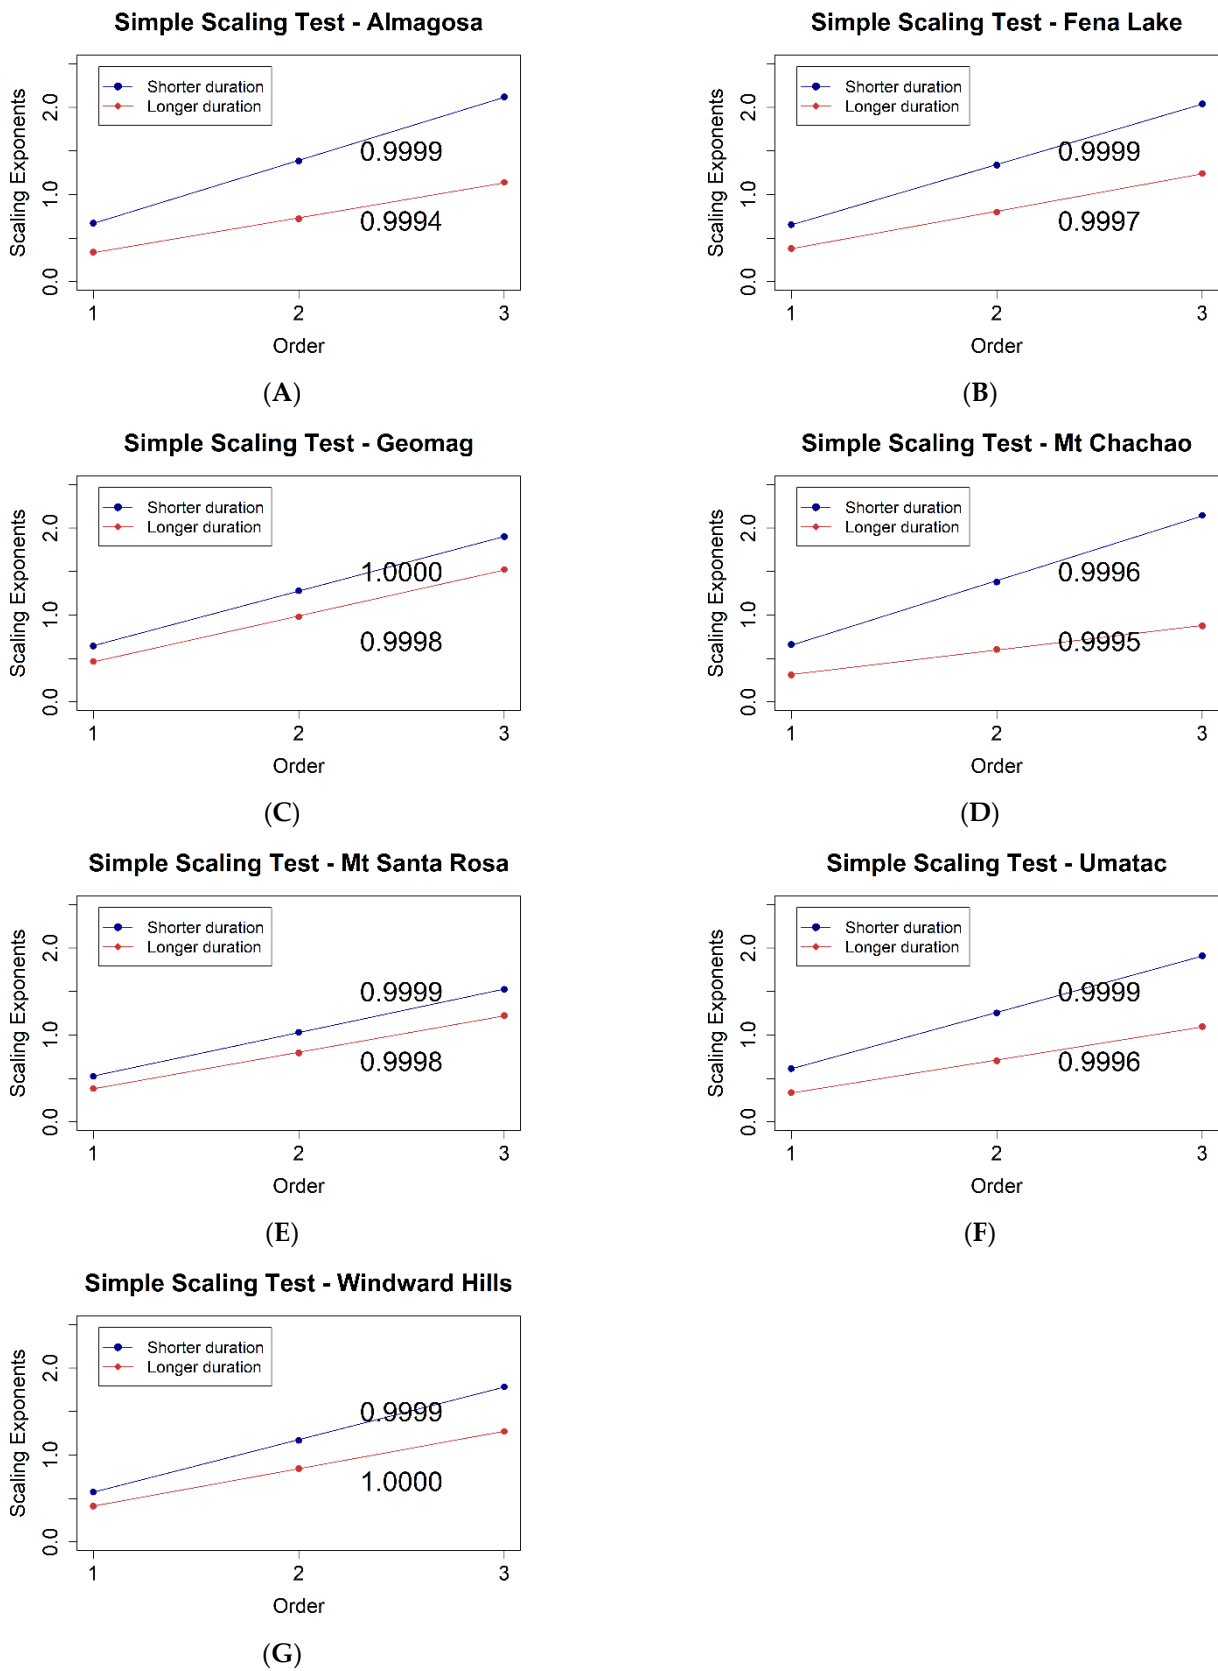 Simple Scaling Test - Almagosa
Shorter duration
Longer duration
Scaling Exponents
0.0 1.0 2.0
0.9999
0.9994
1 2 3
Order
(A)
Simple Scaling Test - Fena Lake
Shorter duration
Longer duration
Scaling Exponents
0.0 1.0 2.0
0.9999
0.9997
1 2 3
Order
(B)
Simple Scaling Test - Geomag
Shorter duration
Longer duration
Scaling Exponents
0.0 1.0 2.0
1.0000
0.9998
1 2 3
Order
(C)
Simple Scaling Test - Mt Chachao
Shorter duration
Longer duration
Scaling Exponents
0.0 1.0 2.0
0.9996
0.9995
1 2 3
Order
(D)
Simple Scaling Test - Mt Santa Rosa
Shorter duration
Longer duration
Scaling Exponents
0.0 1.0 2.0
0.9999
0.9998
1 2 3
Order
(E)
Simple Scaling Test - Umatac
Shorter duration
Longer duration
Scaling Exponents
0.0 1.0 2.0
0.9999
0.9996
1 2 3
Order
(F)
Simple Scaling Test - Windward Hills
Shorter duration
Longer duration
Scaling Exponents
0.0 1.0 2.0
0.9999
1.0000
1 2 3
Order
(G)